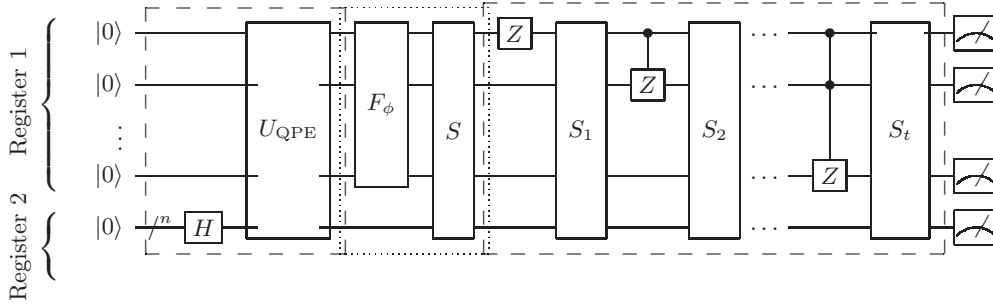 Register 1
Register 2
|0⟩ Z ... 
|0⟩ Z
⋮ U_QPE F_ϕ S S_1 S_2 S_t
|0⟩ ... Z ...
|0⟩ /^n H ...